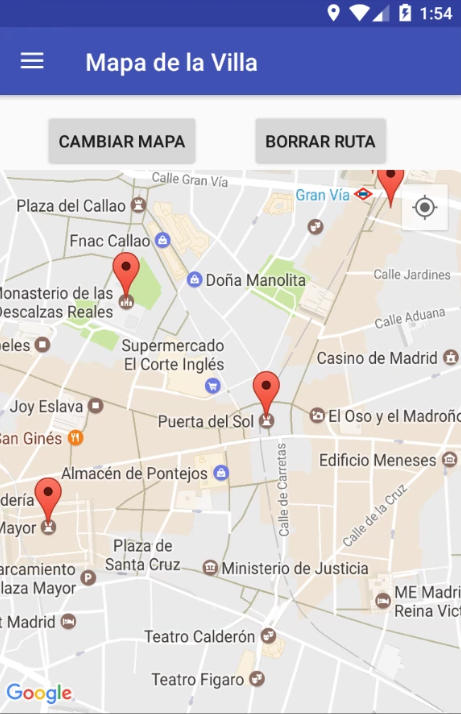 1:54
Mapa de la Villa
CAMBIAR MAPA
BORRAR RUTA
Calle Gran Vía
Gran Vía
Plaza del Callao
Fnac Callao
Doña Manolita
Calle Jardines
Monasterio de las
Descalzas Reales
Calle Aduana
eles
Supermercado
El Corte Inglés
Casino de Madrid
Joy Eslava
Puerta del Sol
El Oso y el Madroño
San Ginés
Almacén de Pontejos
Edificio Meneses
Calle de Carretas
Calle de la Cruz
dería
Mayor
Plaza de
Santa Cruz
Ministerio de Justicia
arcamiento
laza Mayor
ME Madri
Reina Vict
t Madrid
Teatro Calderón
Teatro Figaro
Google